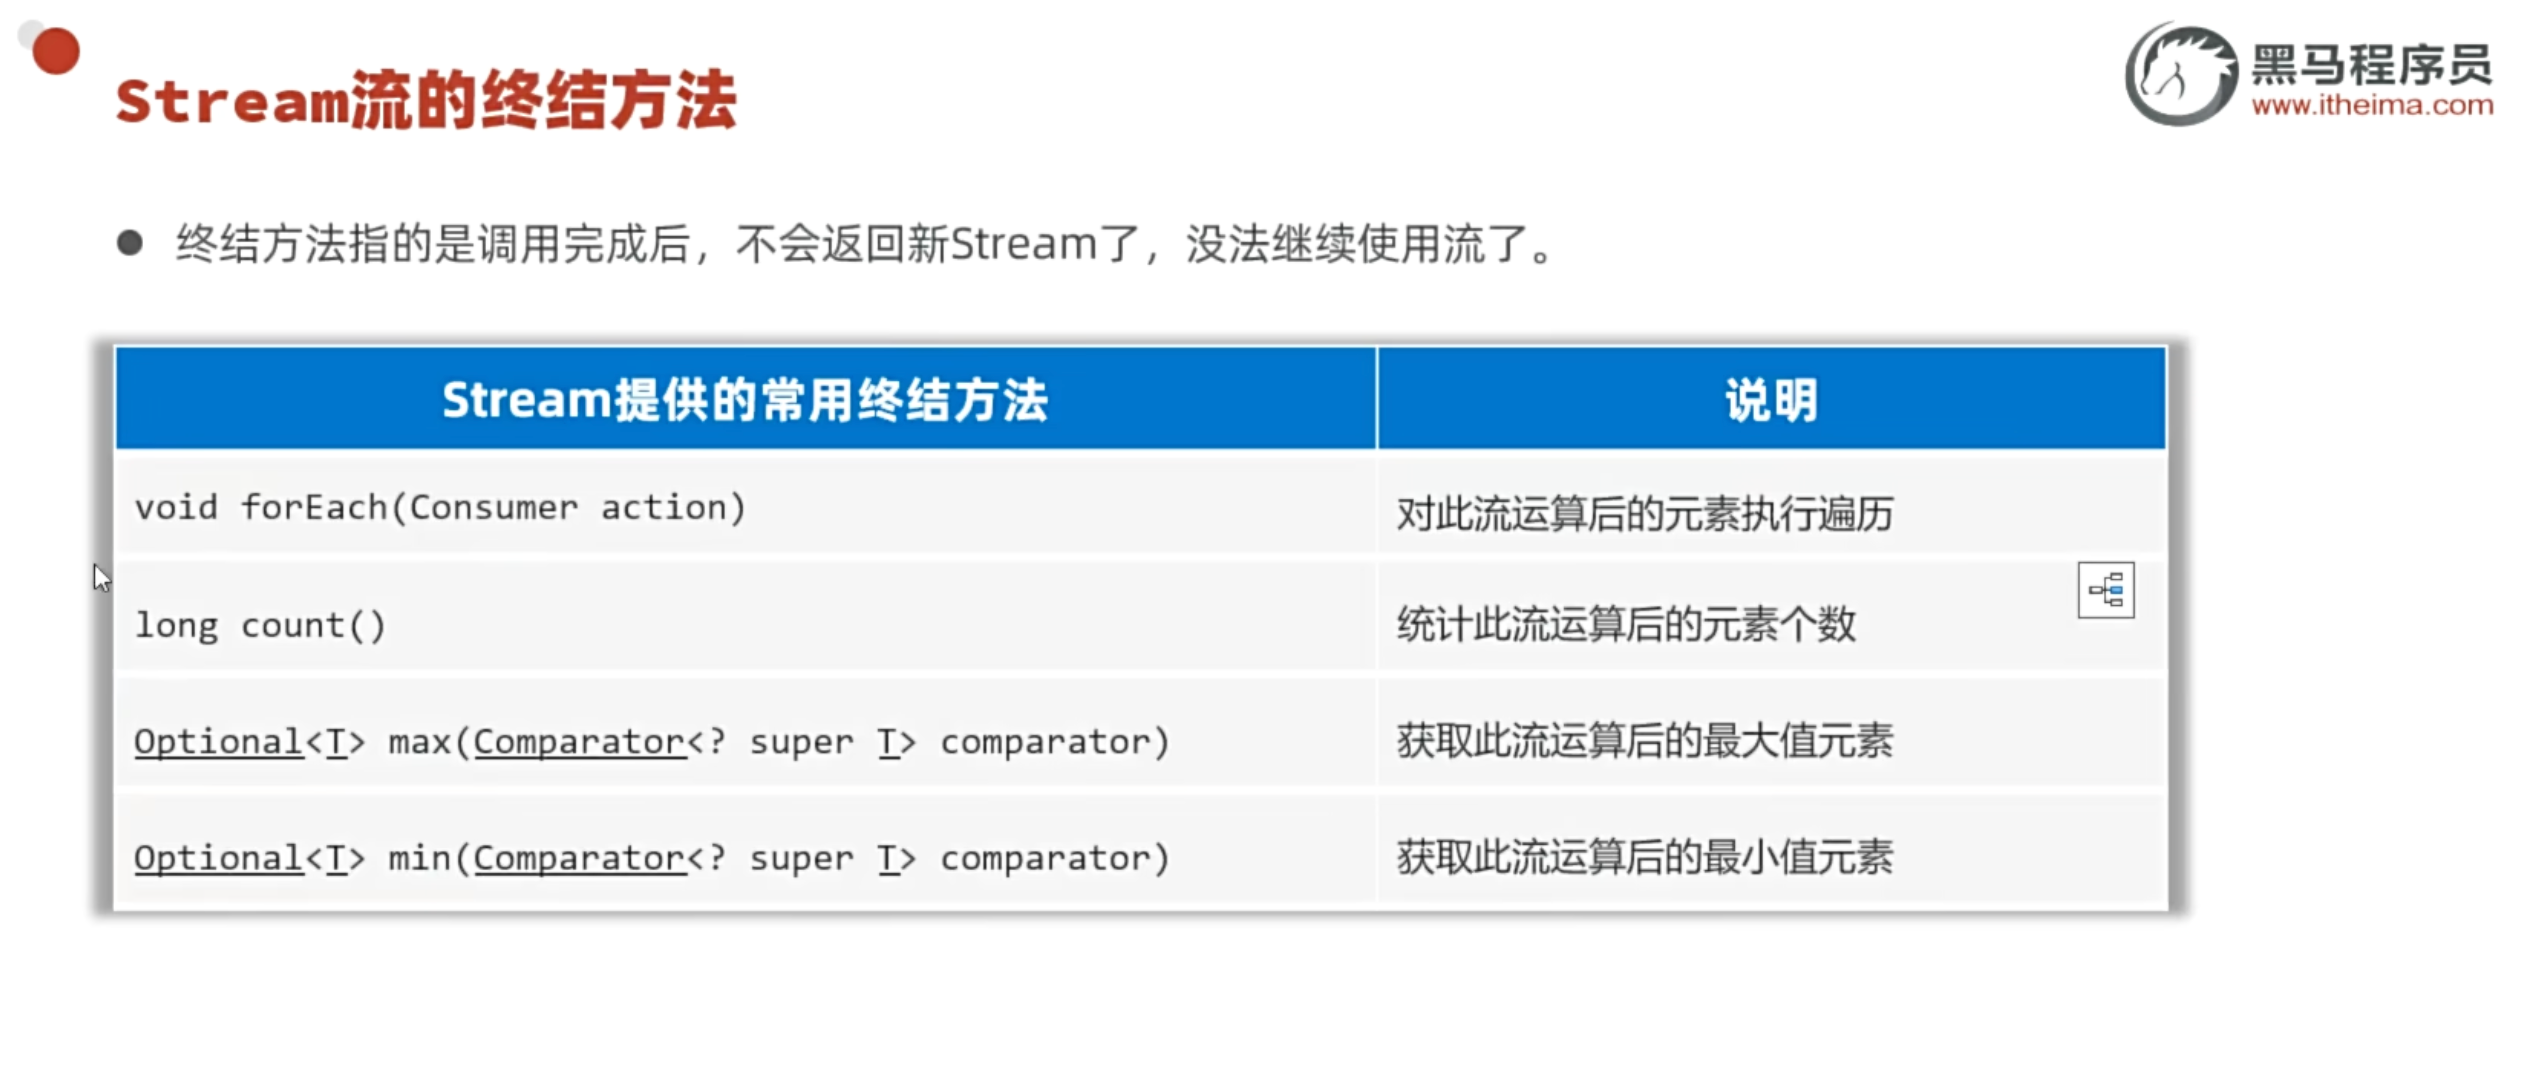 黑马程序员
www.itheima.com
Stream流的终结方法
终结方法指的是调用完成后，不会返回新Stream了，没法继续使用流了。
Stream提供的常用终结方法 说明
void forEach(Consumer action) 对此流运算后的元素执行遍历
long count() 统计此流运算后的元素个数
Optional<T> max(Comparator<? super T> comparator) 获取此流运算后的最大值元素
Optional<T> min(Comparator<? super T> comparator) 获取此流运算后的最小值元素